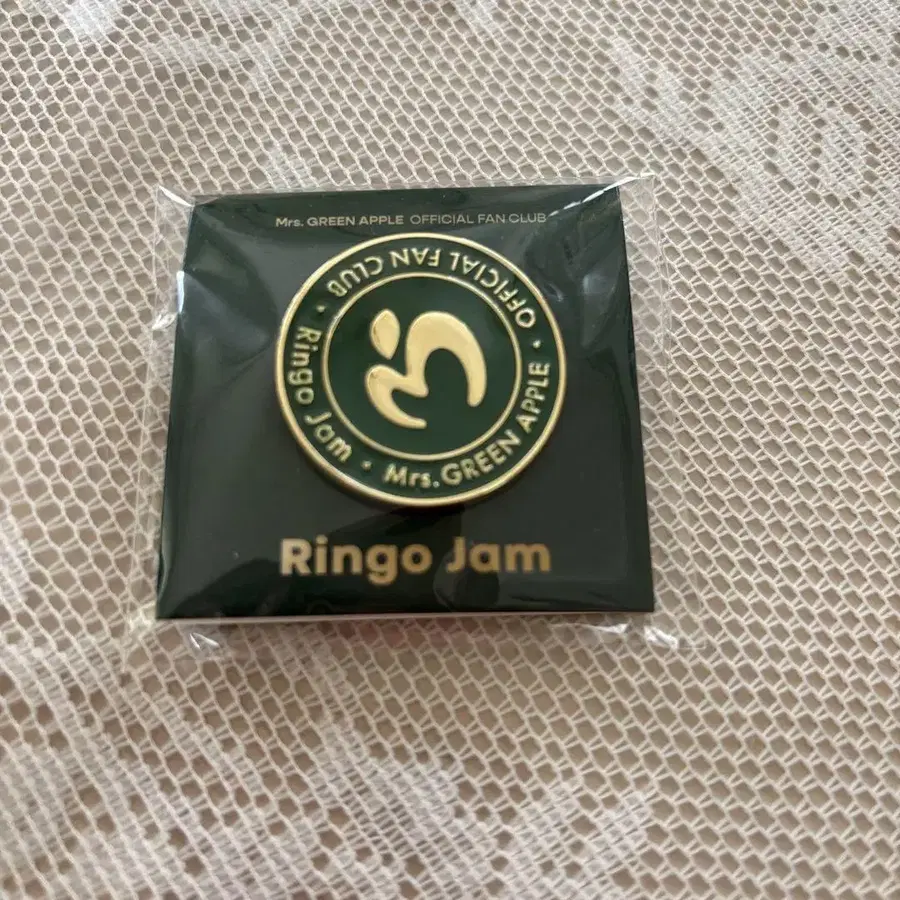 Mrs. GREEN APPLE OFFICIAL FAN CLUB
Mrs. GREEN APPLE • OFFICIAL FAN CLUB • Ringo Jam •
Ringo Jam